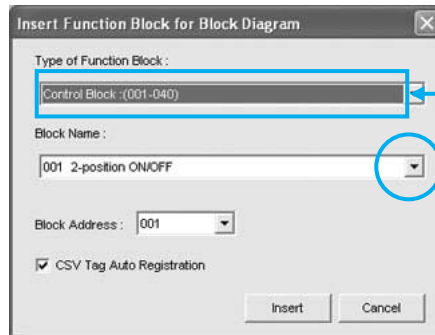 Insert Function Block for Block Diagram
Type of Function Block :
Control Block :(001-040)
Block Name :
001 2-position ON/OFF
Block Address : 001
CSV Tag Auto Registration
Insert Cancel